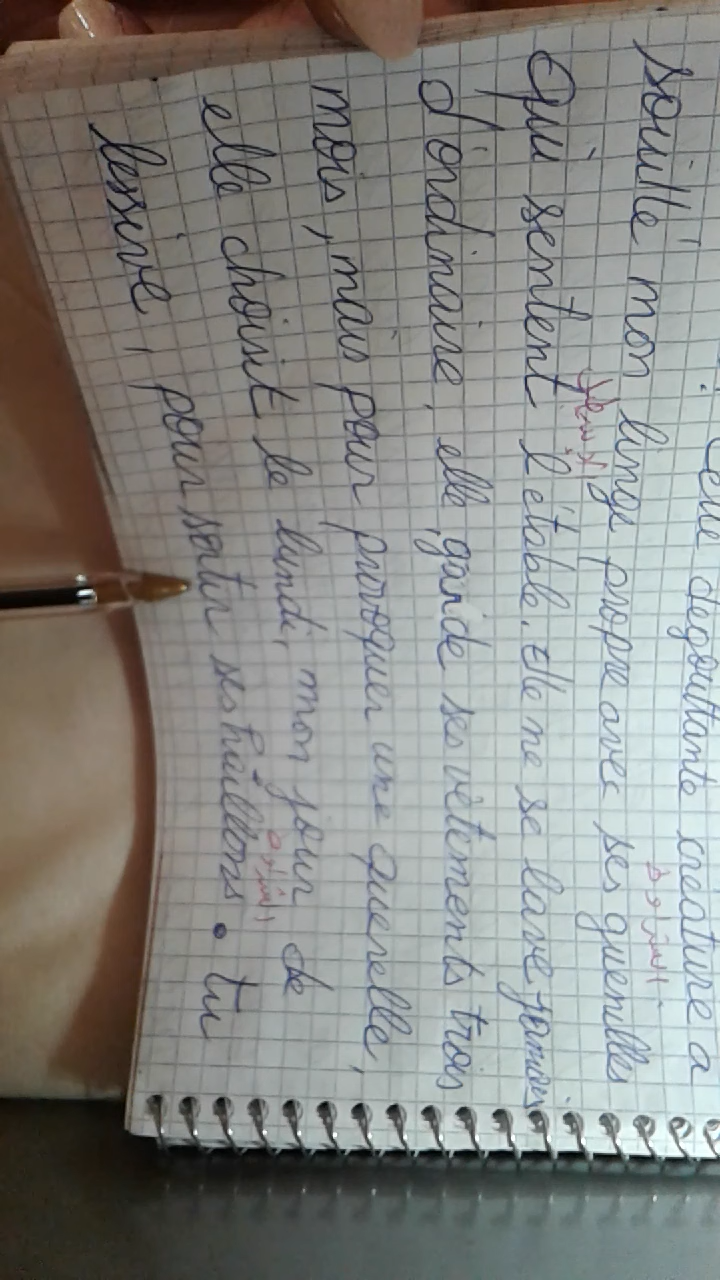 dégouttante créature a
souillé mon linge propre avec ses guenilles
Qui sentent l'étable. Elle ne se lave jamais
d'ordinaire, elle garde ses vêtements trois
mois, mais pour provoquer une querelle,
elle choisit le lundi, mon jour de
lessive, pour sortir ses haillons. Tu